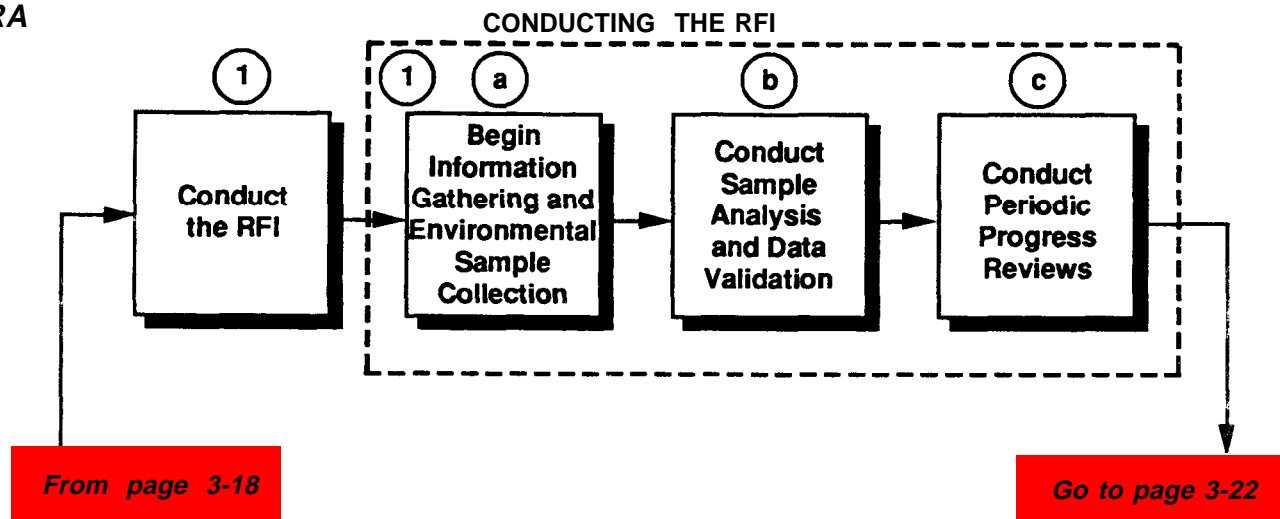 RA
CONDUCTING THE RFI
1
1
a
b
c
Conduct
the RFI
Begin
Information
Gathering and
Environmental
Sample
Collection
Conduct
Sample
Analysis
and Data
Validation
Conduct
Periodic
Progress
Reviews
From page 3-18
Go to page 3-22